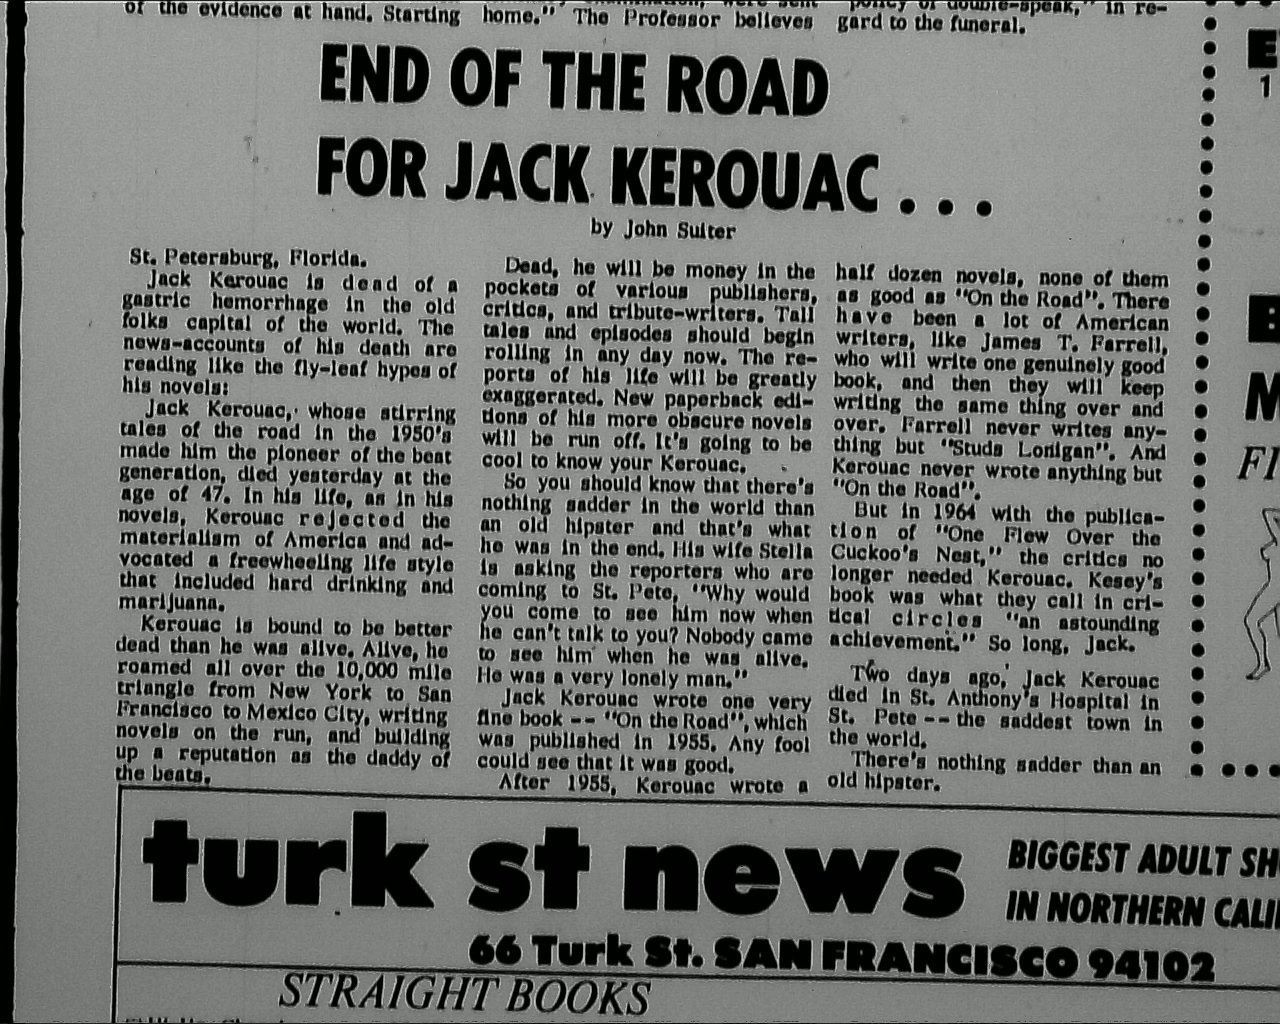 of the evidence at hand. Starting
home." The Professor believes
policy of double-speak," in re-
gard to the funeral.
END OF THE ROAD
FOR JACK KEROUAC...
by John Suiter
St. Petersburg, Florida.
Jack Kerouac is dead of a
gastric hemorrhage in the old
folks capital of the world. The
news-accounts of his death are
reading like the fly-leaf hypes of
his novels:
Jack Kerouac, whose stirring
tales of the road in the 1950's
made him the pioneer of the beat
generation, died yesterday at the
age of 47. In his life, as in his
novels, Kerouac rejected the
materialism of America and ad-
vocated a freewheeling life style
that included hard drinking and
marijuana.
Kerouac is bound to be better
dead than he was alive. Alive, he
roamed all over the 10,000 mile
triangle from New York to San
Francisco to Mexico City, writing
novels on the run, and building
up a reputation as the daddy of
the beats.
Dead, he will be money in the
pockets of various publishers,
critics, and tribute-writers. Tall
tales and episodes should begin
rolling in any day now. The re-
ports of his life will be greatly
exaggerated. New paperback edi-
tions of his more obscure novels
will be run off. It's going to be
cool to know your Kerouac.
So you should know that there's
nothing sadder in the world than
an old hipster and that's what
he was in the end. His wife Stella
is asking the reporters who are
coming to St. Pete, "Why would
you come to see him now when
he can't talk to you? Nobody came
to see him when he was alive.
He was a very lonely man."
Jack Kerouac wrote one very
fine book -- "On the Road", which
was published in 1955. Any fool
could see that it was good.
After 1955, Kerouac wrote a
half dozen novels, none of them
as good as "On the Road". There
have been a lot of American
writers, like James T. Farrell,
who will write one genuinely good
book, and then they will keep
writing the same thing over and
over. Farrell never writes any-
thing but "Studs Lonigan". And
Kerouac never wrote anything but
"On the Road".
But in 1964 with the publica-
tion of "One Flew Over the
Cuckoo's Nest," the critics no
longer needed Kerouac. Kesey's
book was what they call in cri-
tical circles "an astounding
achievement." So long, Jack.
Two days ago, Jack Kerouac
died in St. Anthony's Hospital in
St. Pete -- the saddest town in
the world.
There's nothing sadder than an
old hipster.
turk st news
BIGGEST ADULT SH
IN NORTHERN CALI
66 Turk St. SAN FRANCISCO 94102
STRAIGHT BOOKS